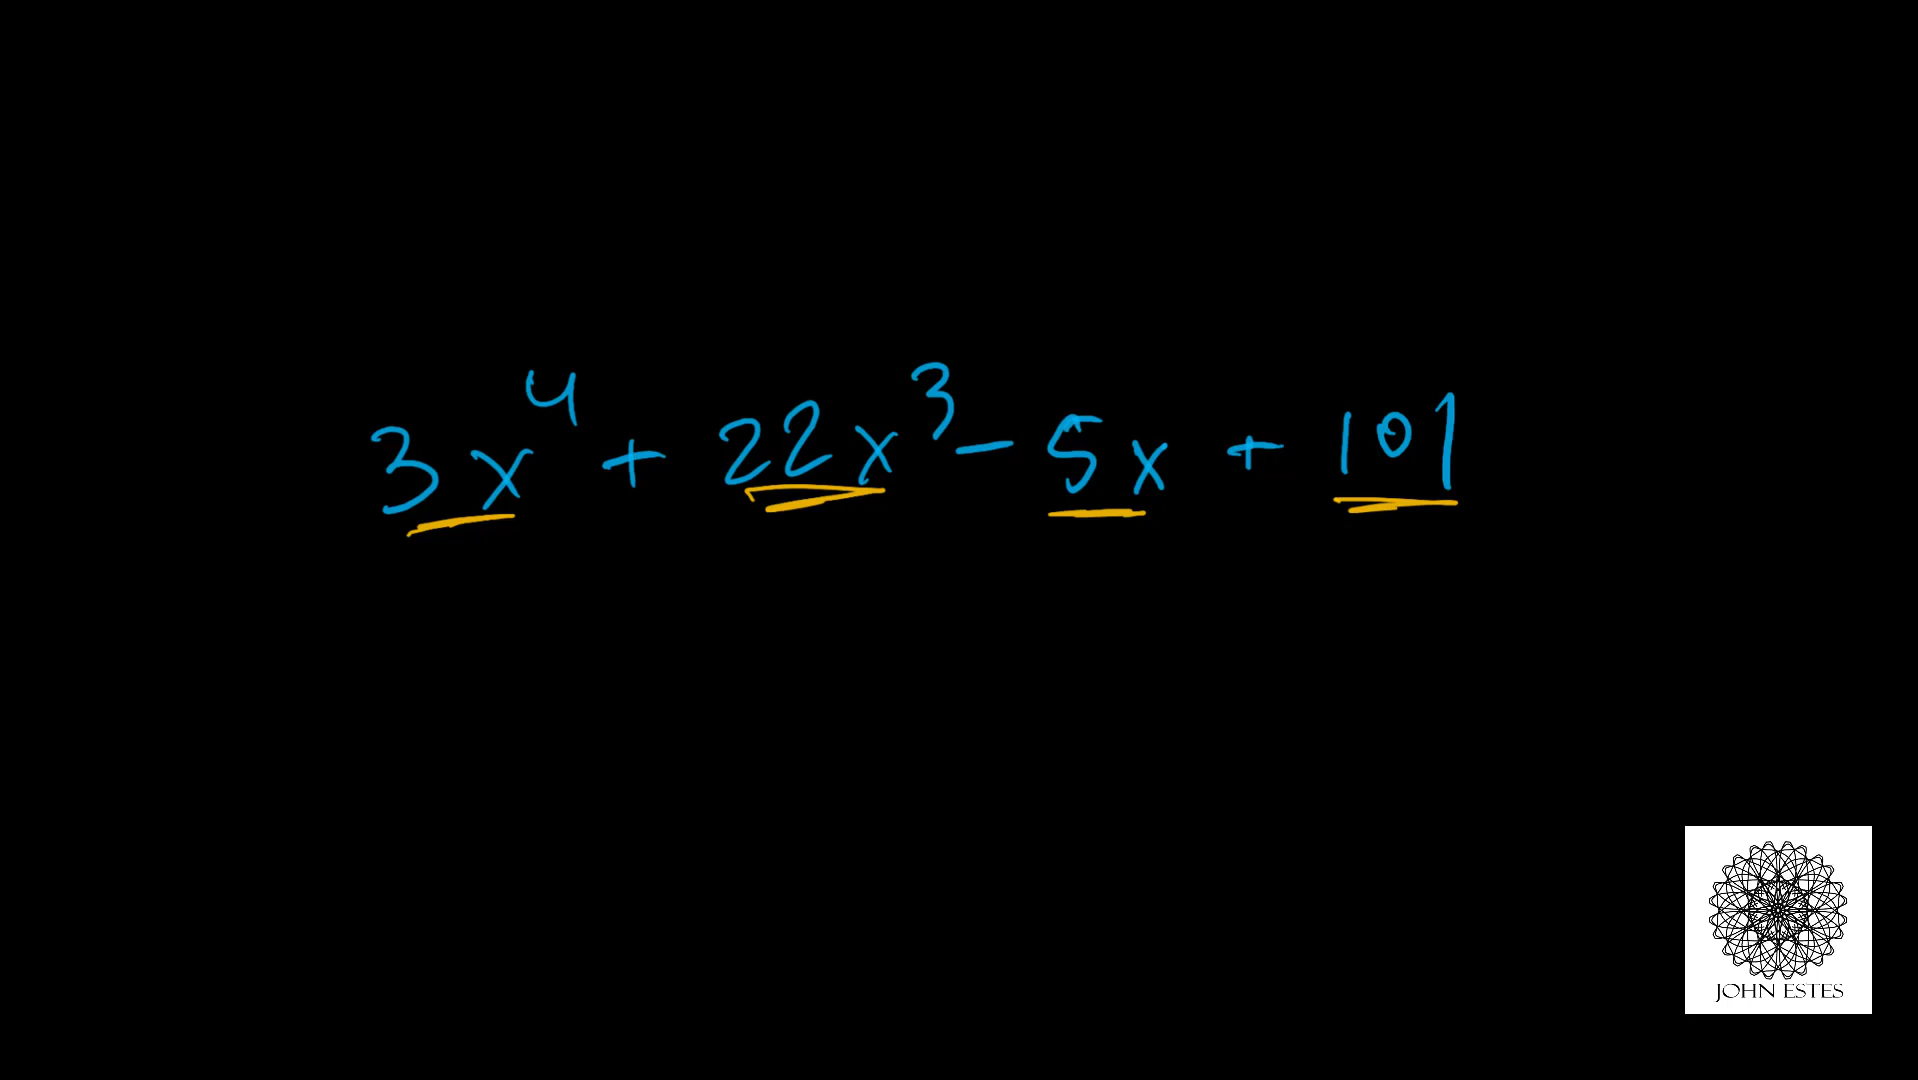 3x⁴ + 22x³ - 5x + 101
JOHN ESTES